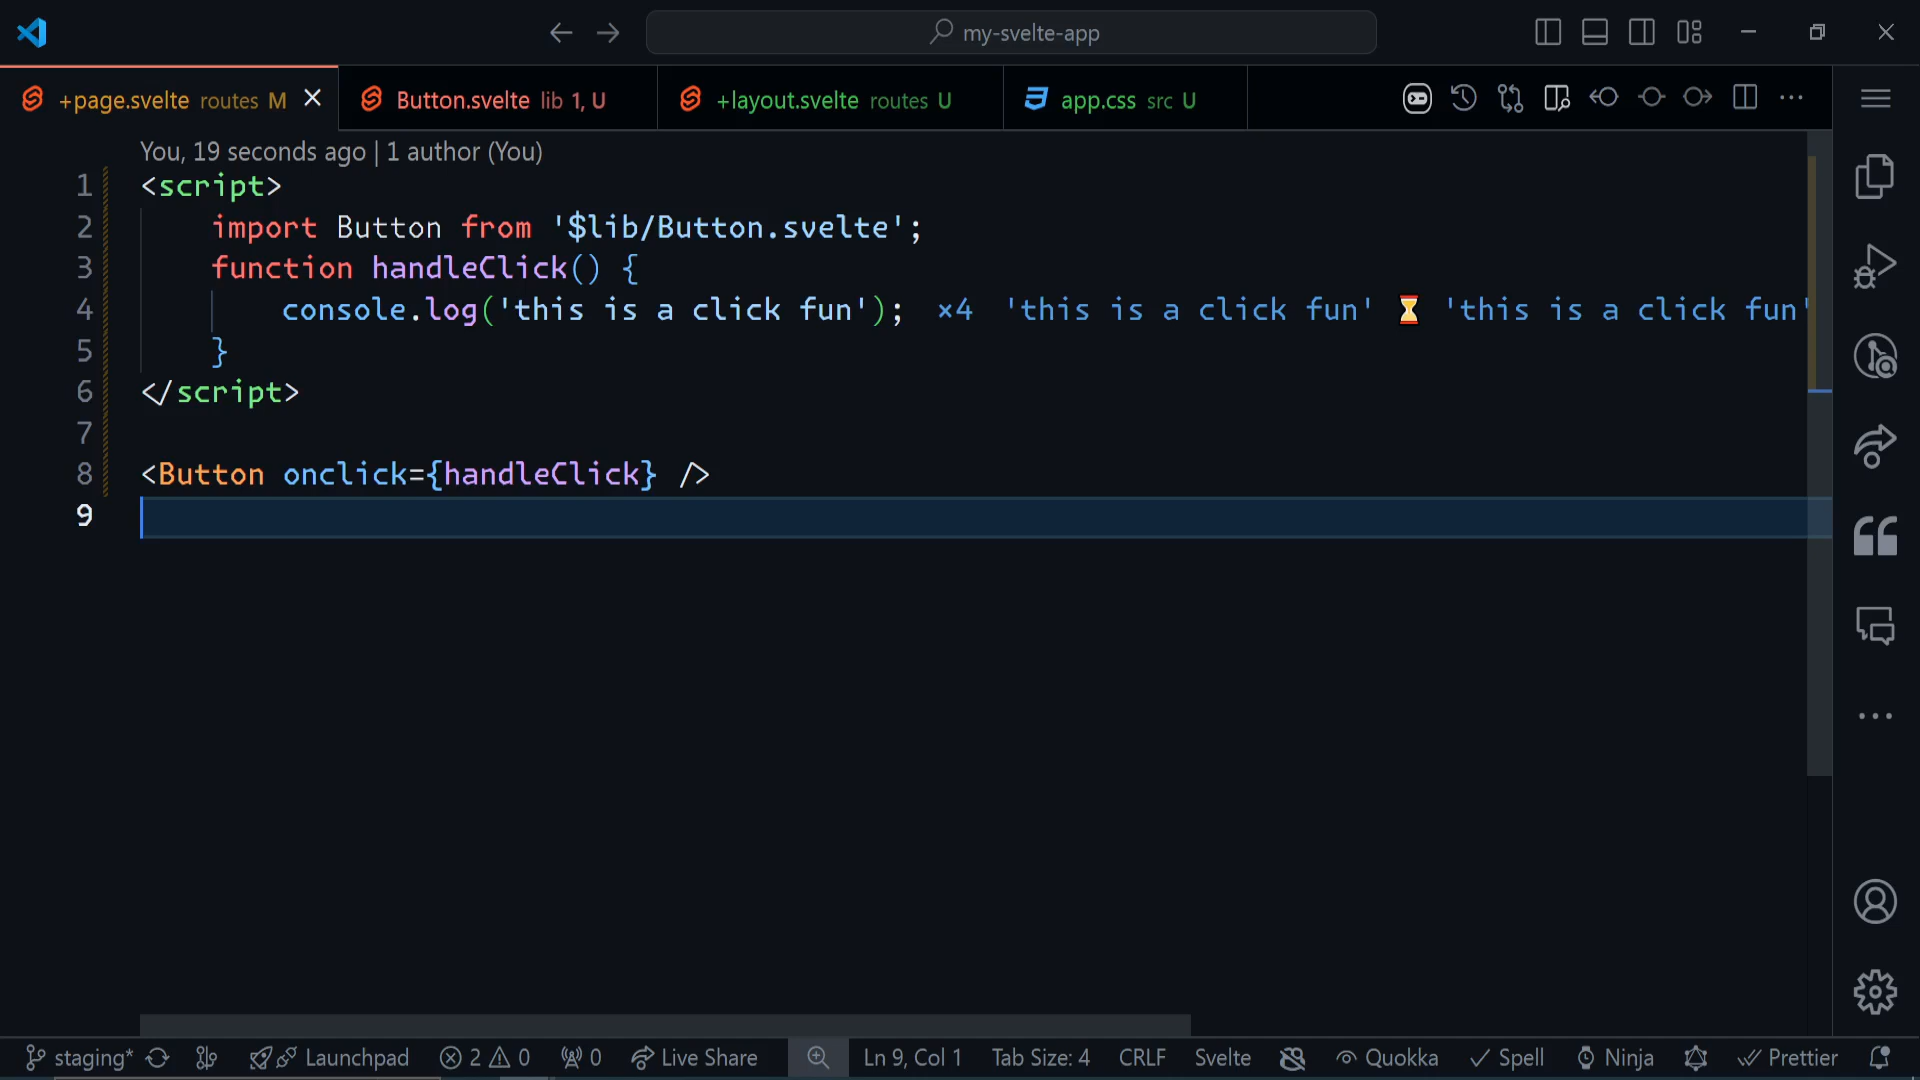 my-svelte-app
+page.svelte routes M
Button.svelte lib 1, U
+layout.svelte routes U
app.css src U
You, 19 seconds ago | 1 author (You)
1 <script>
2 import Button from '$lib/Button.svelte';
3 function handleClick() {
4 console.log('this is a click fun'); ×4 'this is a click fun' ⏳ 'this is a click fun'
5 }
6 </script>
7
8 <Button onclick={handleClick} />
9
staging* Launchpad 2 0 0 Live Share Ln 9, Col 1 Tab Size: 4 CRLF Svelte Quokka Spell Ninja Prettier